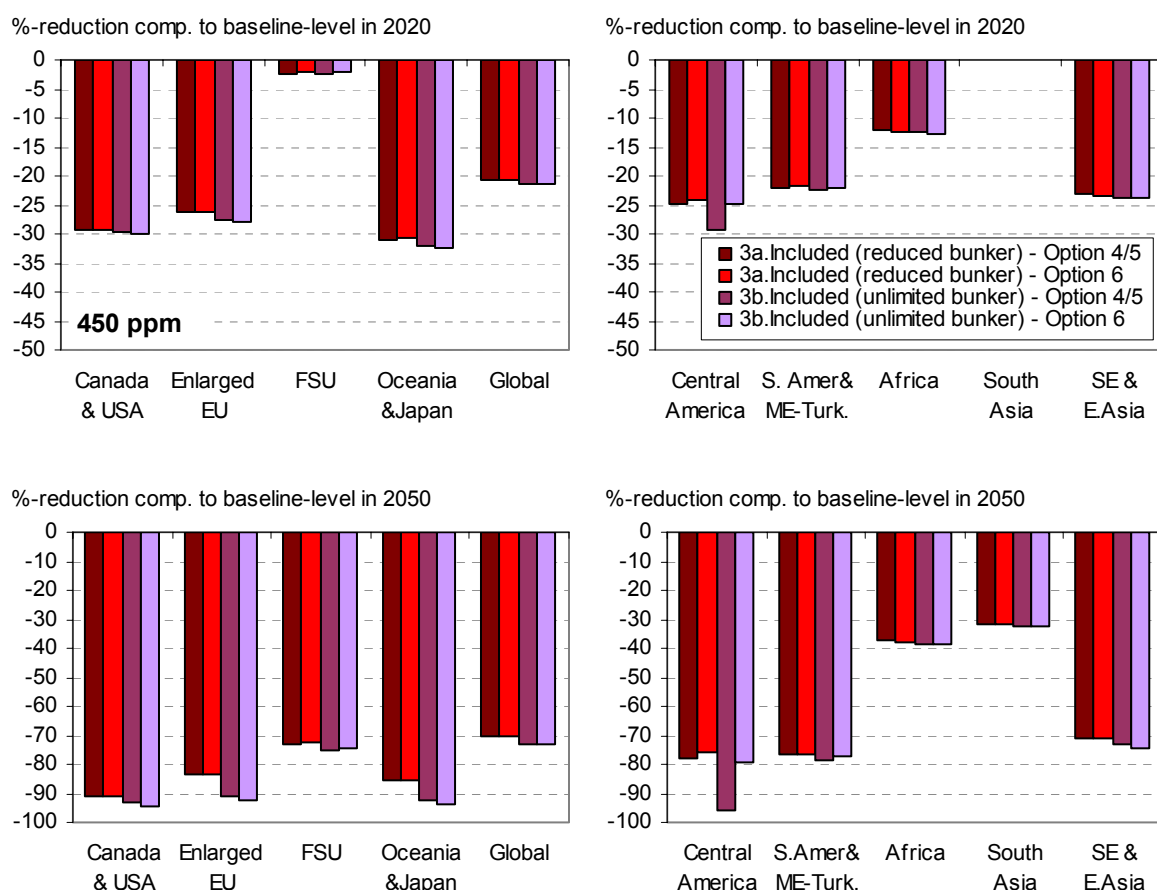 %-reduction comp. to baseline-level in 2020
0
-5
-10
-15
-20
-25
-30
-35
-40
-45
-50
450 ppm
Canada & USA
Enlarged EU
FSU
Oceania &Japan
Global
%-reduction comp. to baseline-level in 2020
0
-5
-10
-15
-20
-25
-30
-35
-40
-45
-50
3a.Included (reduced bunker) - Option 4/5
3a.Included (reduced bunker) - Option 6
3b.Included (unlimited bunker) - Option 4/5
3b.Included (unlimited bunker) - Option 6
Central America
S. Amer& ME-Turk.
Africa
South Asia
SE & E.Asia
%-reduction comp. to baseline-level in 2050
0
-10
-20
-30
-40
-50
-60
-70
-80
-90
-100
Canada & USA
Enlarged EU
FSU
Oceania &Japan
Global
%-reduction comp. to baseline-level in 2050
0
-10
-20
-30
-40
-50
-60
-70
-80
-90
-100
Central America
S.Amer& ME-Turk.
Africa
South Asia
SE & E.Asia